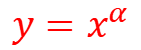 y = x^α